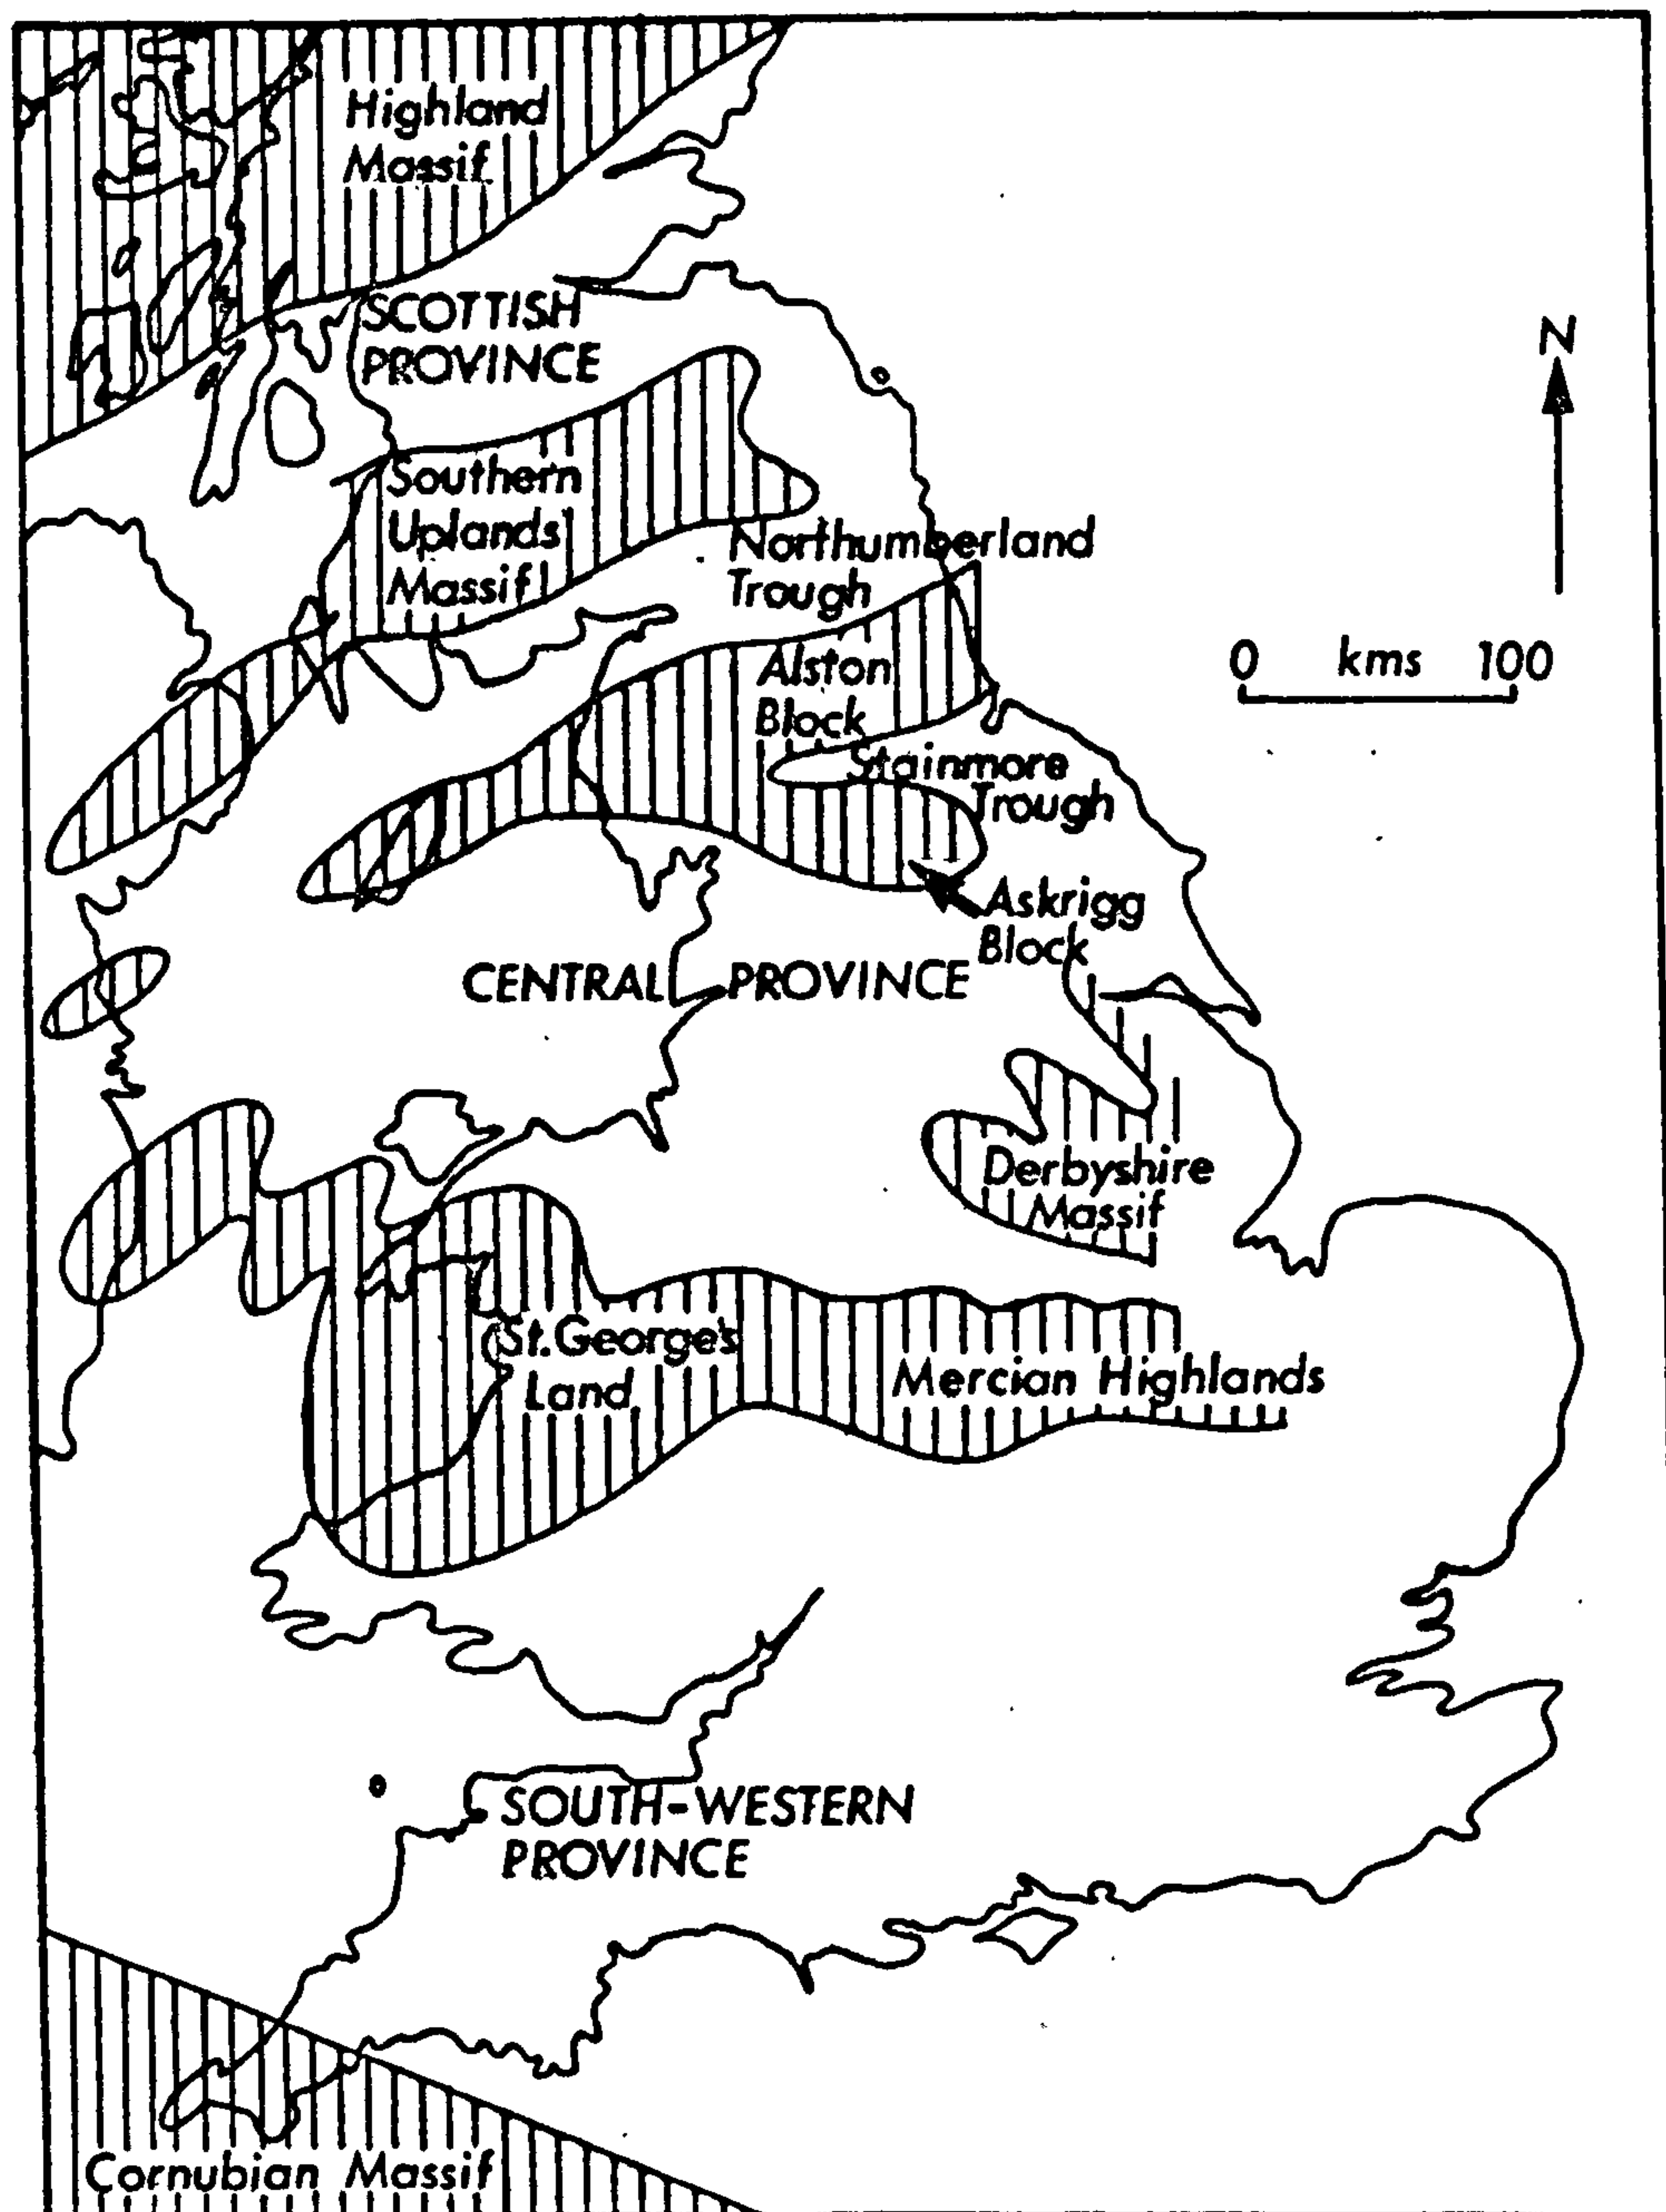 Highland
Massif
SCOTTISH
PROVINCE
N
Southern
Uplands
Massif
Northumberland
Trough
0 kms 100
Alston
Block
Stainmore
Trough
Askrigg
Block
CENTRAL PROVINCE
Derbyshire
Massif
St.George's
Land
Mercian Highlands
SOUTH-WESTERN
PROVINCE
Cornubian Massif